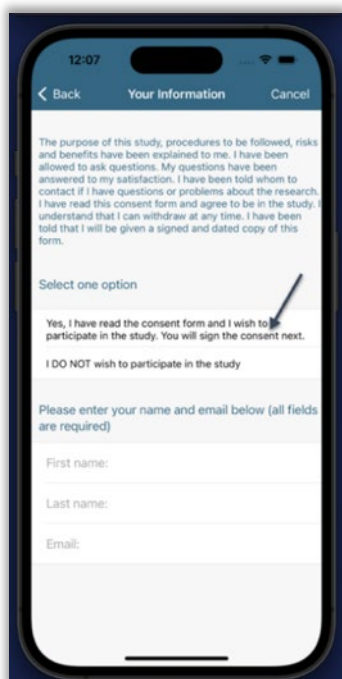 12:07
Back Your Information Cancel
The purpose of this study, procedures to be followed, risks
and benefits have been explained to me. I have been
allowed to ask questions. My questions have been
answered to my satisfaction. I have been told whom to
contact if I have questions or problems about the research.
I have read this consent form and agree to be in the study. I
understand that I can withdraw at any time. I have been
told that I will be given a signed and dated copy of this
form.
Select one option
Yes, I have read the consent form and I wish to
participate in the study. You will sign the consent next.
I DO NOT wish to participate in the study
Please enter your name and email below (all fields
are required)
First name:
Last name:
Email: